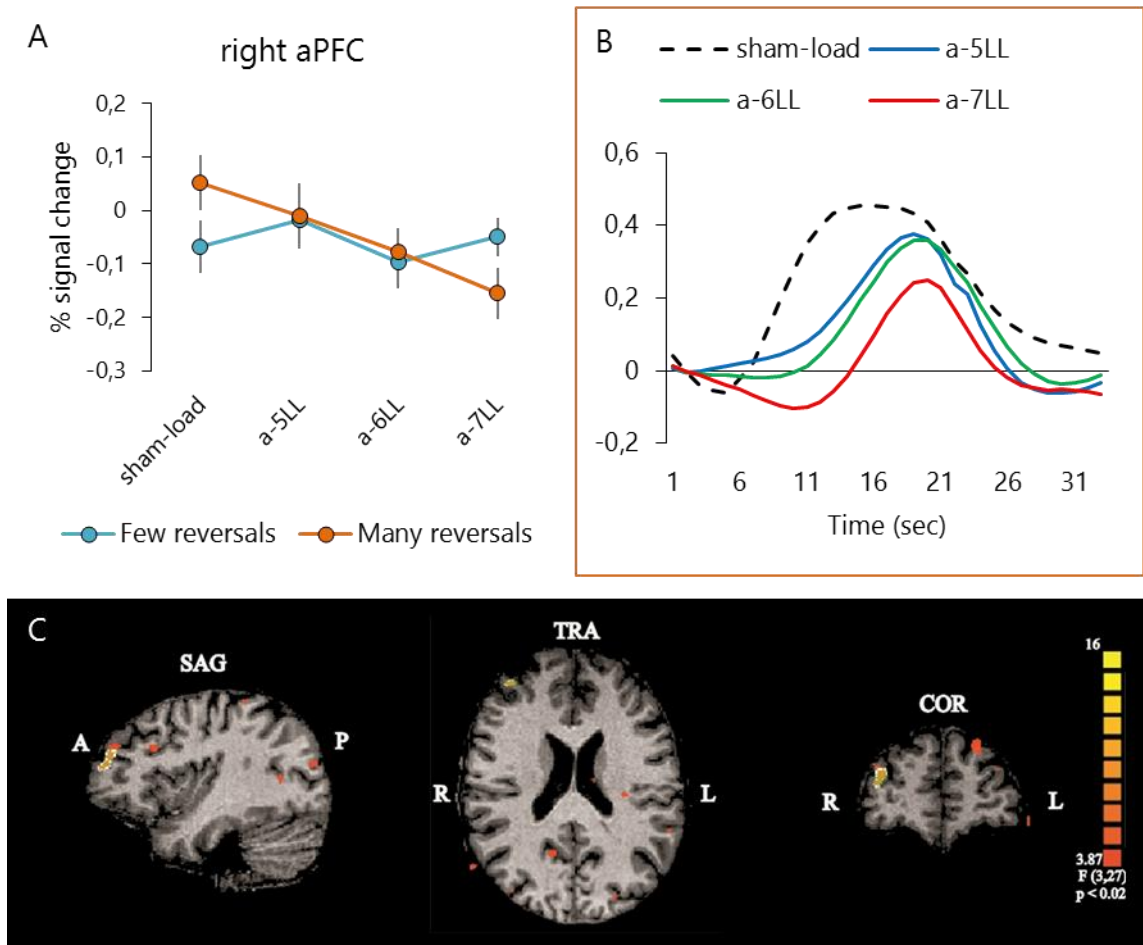 A
right aPFC
% signal change
0,2
0,1
0
-0,1
-0,2
-0,3
sham-load
a-5LL
a-6LL
a-7LL
Few reversals
Many reversals
B
sham-load
a-5LL
a-6LL
a-7LL
0,6
0,4
0,2
0
-0,2
1 6 11 16 21 26 31
Time (sec)
C
SAG
A
P
TRA
R
L
COR
R
L
16
3.87
F (3,27)
p < 0.02